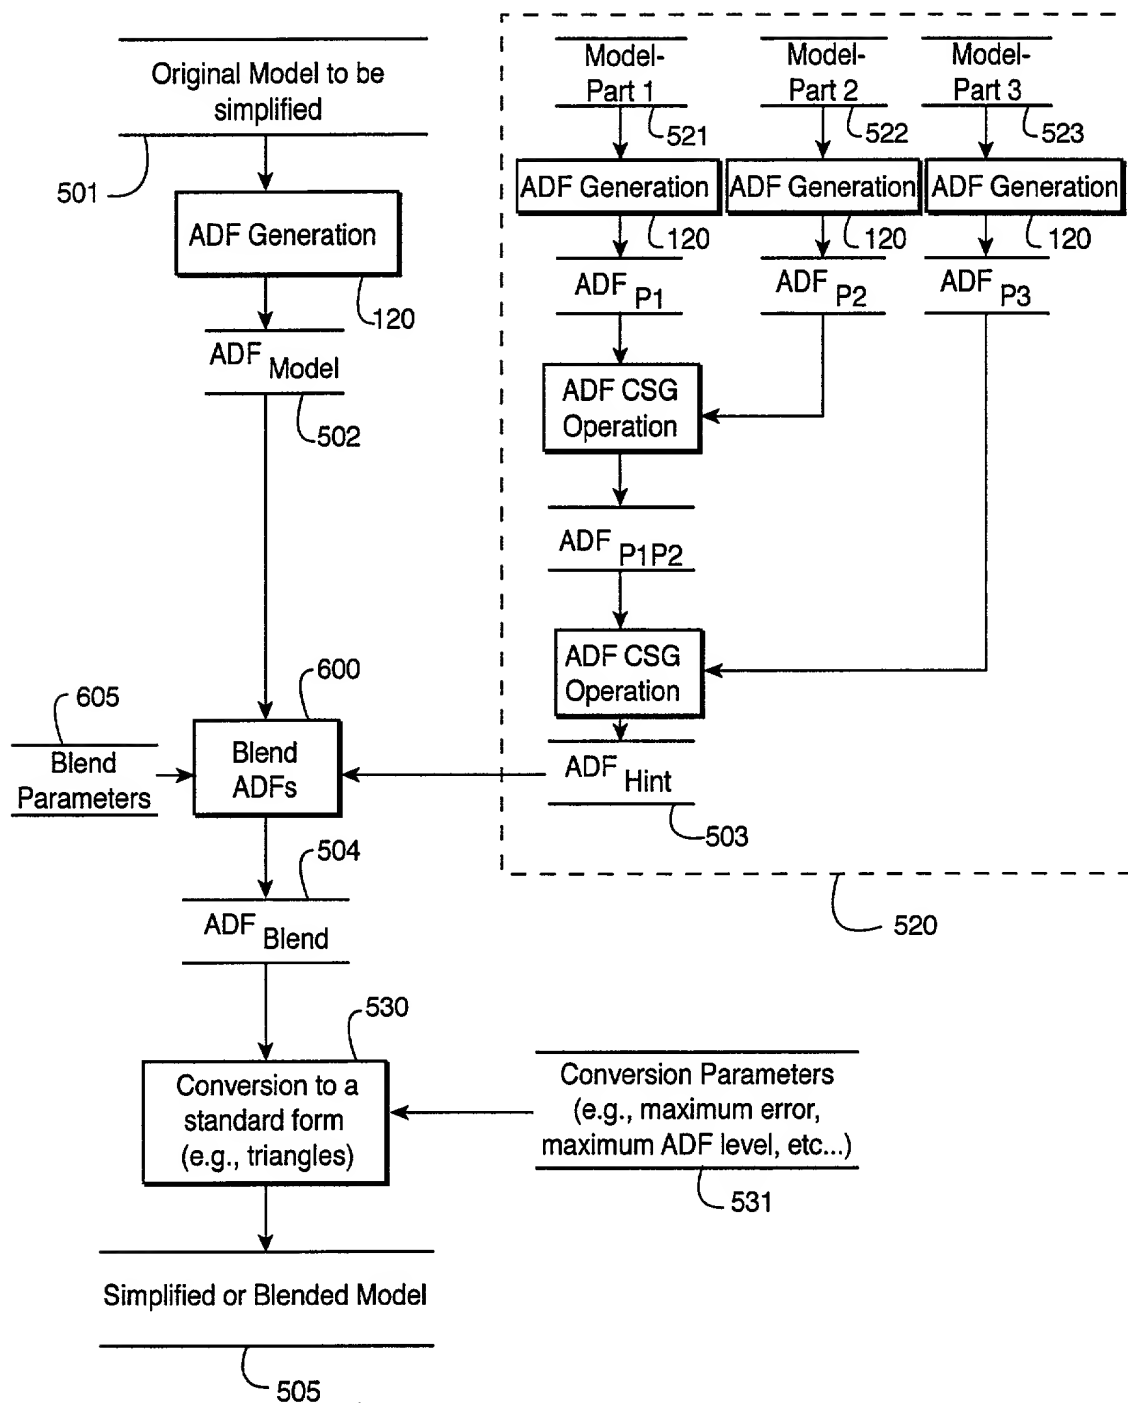 Original Model to be
simplified
501
ADF Generation
120
ADF Model
502
Model-
Part 1
521
Model-
Part 2
522
Model-
Part 3
523
ADF Generation
120
ADF Generation
120
ADF Generation
120
ADF P1
ADF P2
ADF P3
ADF CSG
Operation
ADF P1P2
ADF CSG
Operation
ADF Hint
503
520
600
605
Blend
Parameters
Blend
ADFs
504
ADF Blend
530
Conversion to a
standard form
(e.g., triangles)
Conversion Parameters
(e.g., maximum error,
maximum ADF level, etc...)
531
Simplified or Blended Model
505